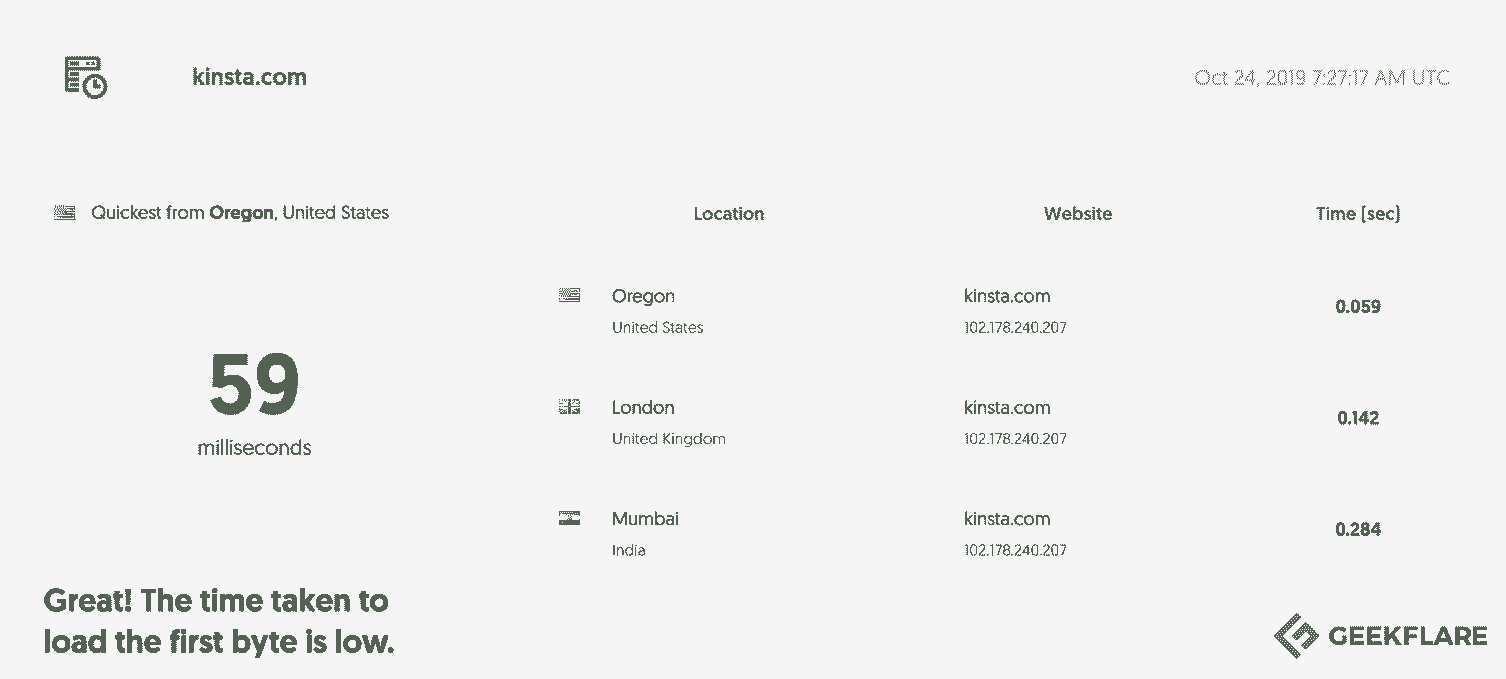 kinsta.com
Oct 24, 2019 7:27:17 AM UTC
Quickest from Oregon, United States
59
milliseconds
Great! The time taken to
load the first byte is low.
Location Website Time (sec)
Oregon kinsta.com 0.059
United States 102.178.240.207
London kinsta.com 0.142
United Kingdom 102.178.240.207
Mumbai kinsta.com 0.284
India 102.178.240.207
GEEKFLARE